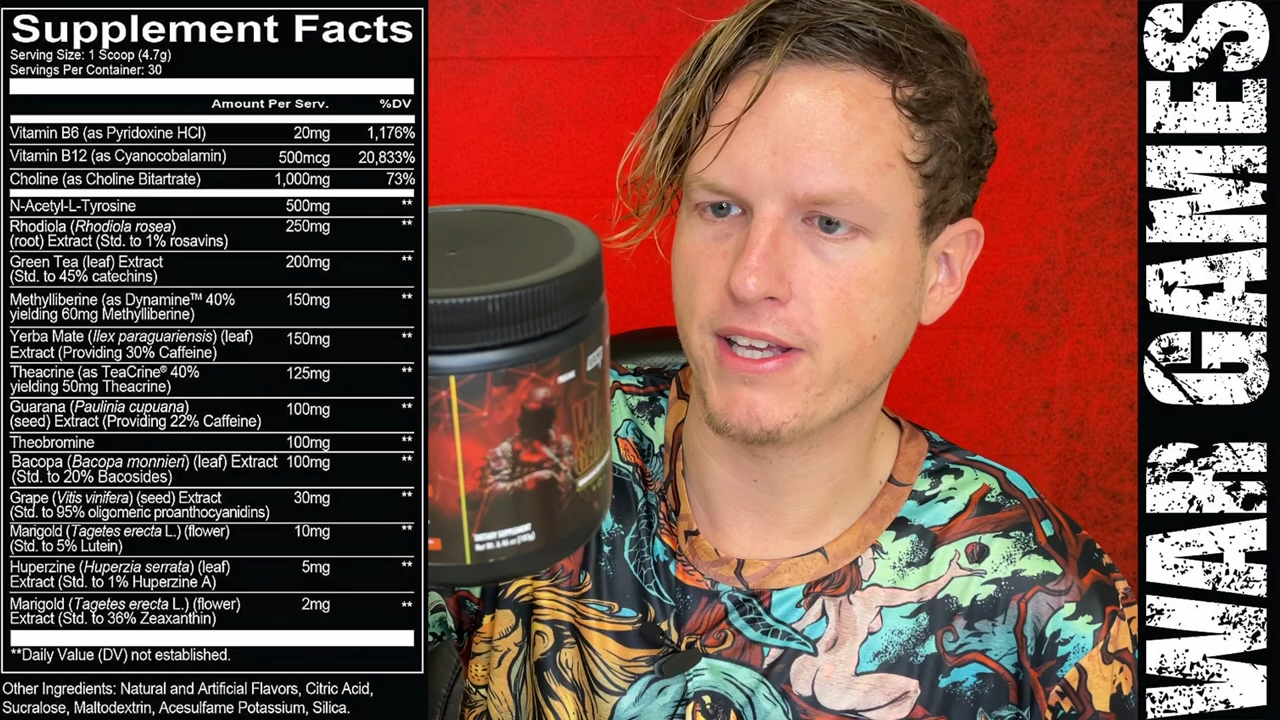 Supplement Facts
Serving Size: 1 Scoop (4.7g)
Servings Per Container: 30
Amount Per Serv. %DV
Vitamin B6 (as Pyridoxine HCl) 20mg 1,176%
Vitamin B12 (as Cyanocobalamin) 500mcg 20,833%
Choline (as Choline Bitartrate) 1,000mg 73%
N-Acetyl-L-Tyrosine 500mg **
Rhodiola (Rhodiola rosea) 250mg **
(root) Extract (Std. to 1% rosavins)
Green Tea (leaf) Extract 200mg **
(Std. to 45% catechins)
Methylliberine (as Dynamine™ 40% 150mg **
yielding 60mg Methylliberine)
Yerba Mate (Ilex paraguariensis) (leaf) 150mg **
Extract (Providing 30% Caffeine)
Theacrine (as TeaCrine® 40% 125mg **
yielding 50mg Theacrine)
Guarana (Paulinia cupuana) 100mg **
(seed) Extract (Providing 22% Caffeine)
Theobromine 100mg **
Bacopa (Bacopa monnieri) (leaf) Extract 100mg **
(Std. to 20% Bacosides)
Grape (Vitis vinifera) (seed) Extract 30mg **
(Std. to 95% oligomeric proanthocyanidins)
Marigold (Tagetes erecta L.) (flower) 10mg **
(Std. to 5% Lutein)
Huperzine (Huperzia serrata) (leaf) 5mg **
Extract (Std. to 1% Huperzine A)
Marigold (Tagetes erecta L.) (flower) 2mg **
Extract (Std. to 36% Zeaxanthin)
**Daily Value (DV) not established.
Other Ingredients: Natural and Artificial Flavors, Citric Acid,
Sucralose, Maltodextrin, Acesulfame Potassium, Silica.
DIETARY SUPPLEMENT
WAR GAMES